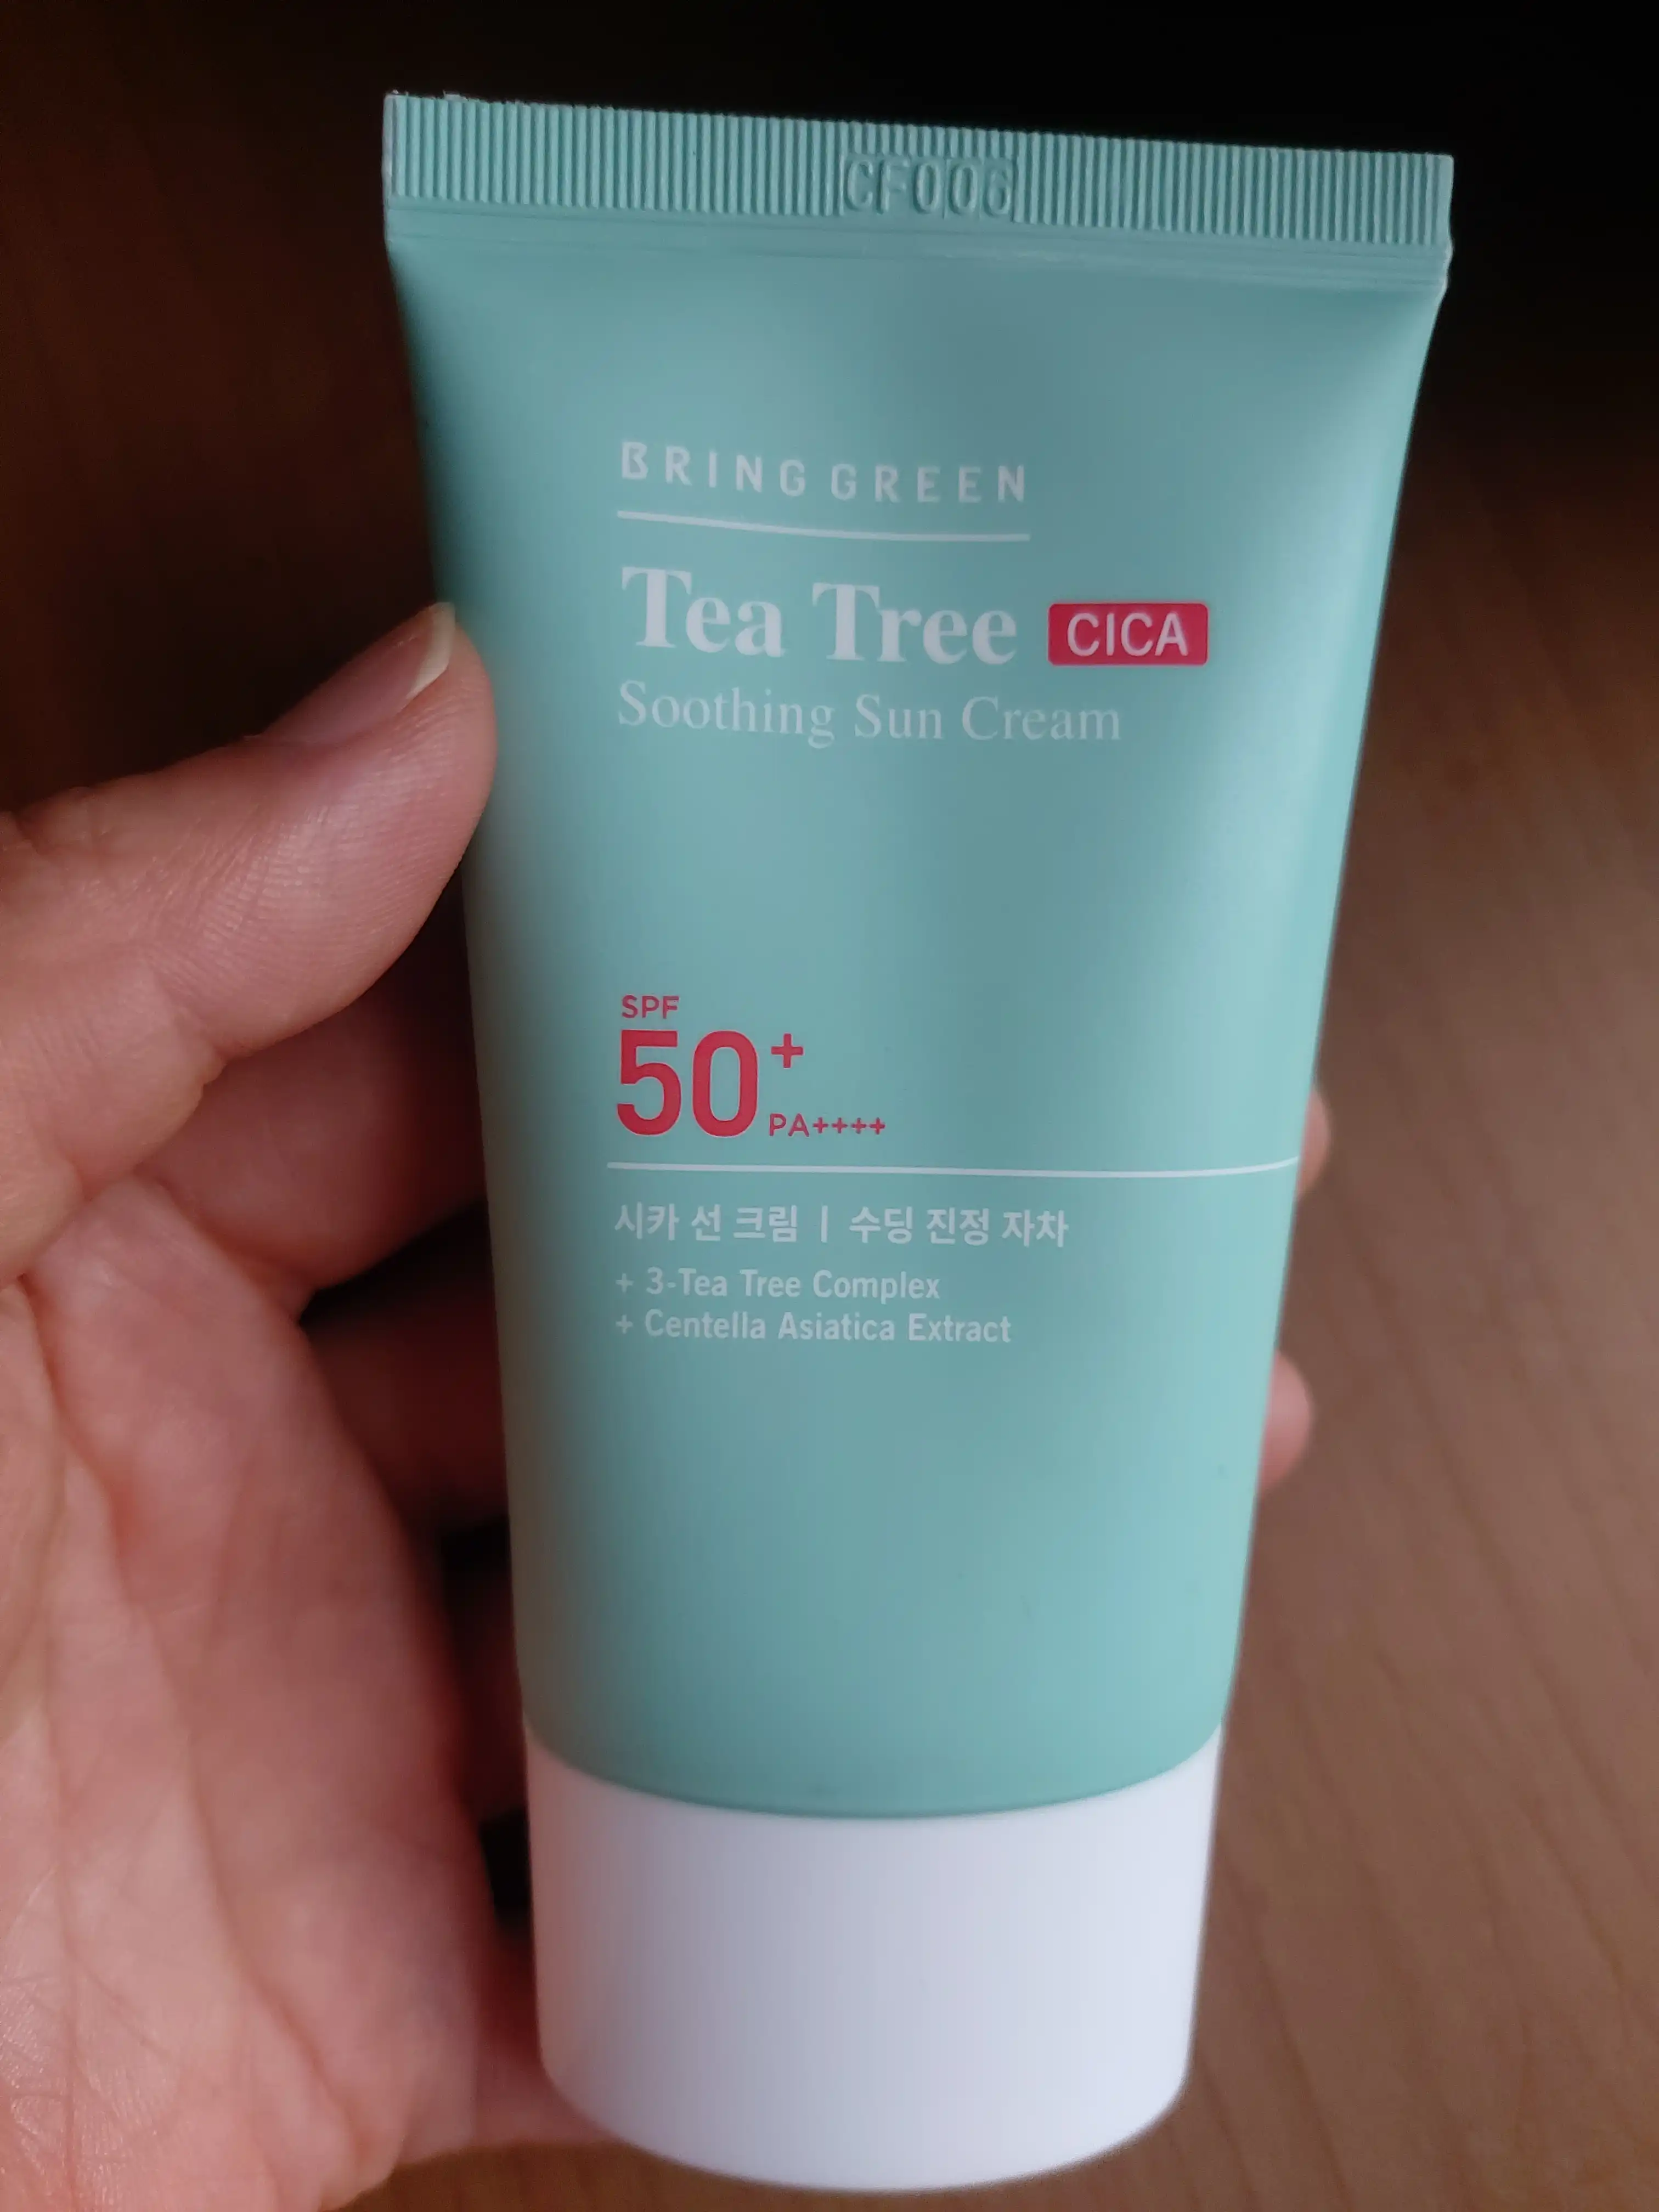 CF006
BRING GREEN
Tea Tree CICA
Soothing Sun Cream
SPF
50+
PA++++
시카 선 크림 | 수딩 진정 자차
+ 3-Tea Tree Complex
+ Centella Asiatica Extract